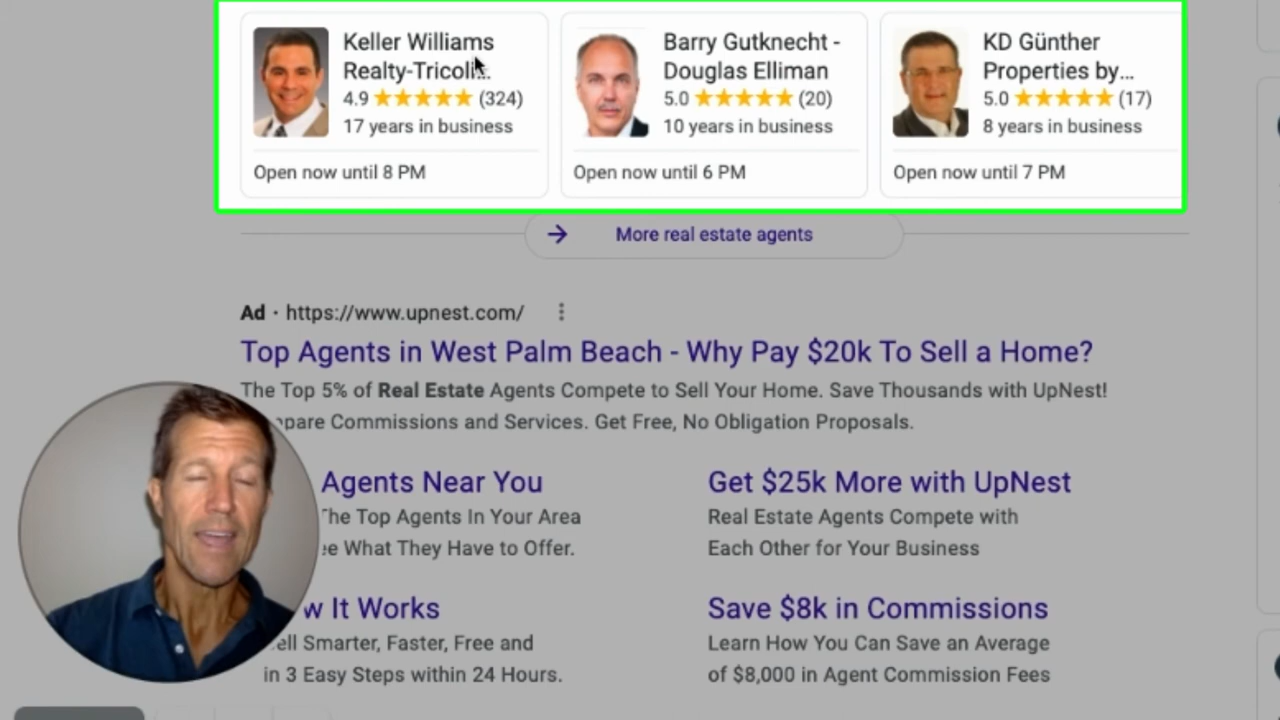 Keller Williams
Realty-Tricoli...
4.9 ★★★★★ (324)
17 years in business
Open now until 8 PM
Barry Gutknecht -
Douglas Elliman
5.0 ★★★★★ (20)
10 years in business
Open now until 6 PM
KD Günther
Properties by...
5.0 ★★★★★ (17)
8 years in business
Open now until 7 PM
More real estate agents
Ad · https://www.upnest.com/
Top Agents in West Palm Beach - Why Pay $20k To Sell a Home?
The Top 5% of Real Estate Agents Compete to Sell Your Home. Save Thousands with UpNest!
pare Commissions and Services. Get Free, No Obligation Proposals.
Agents Near You
The Top Agents In Your Area
e What They Have to Offer.
Get $25k More with UpNest
Real Estate Agents Compete with
Each Other for Your Business
w It Works
ell Smarter, Faster, Free and
in 3 Easy Steps within 24 Hours.
Save $8k in Commissions
Learn How You Can Save an Average
of $8,000 in Agent Commission Fees